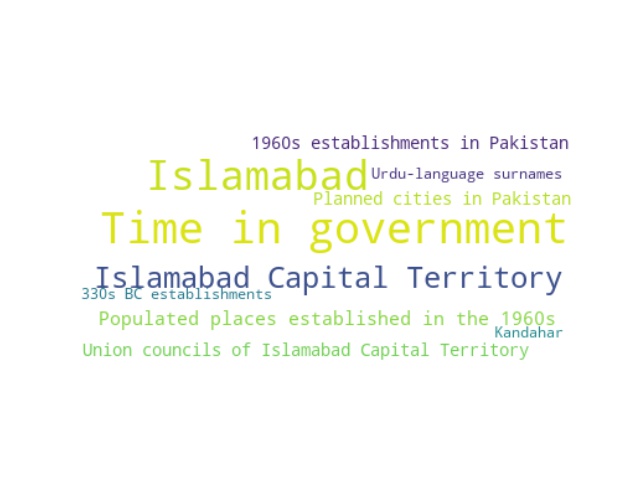 1960s establishments in Pakistan
Islamabad
Urdu-language surnames
Planned cities in Pakistan
Time in government
Islamabad Capital Territory
330s BC establishments
Populated places established in the 1960s
Kandahar
Union councils of Islamabad Capital Territory